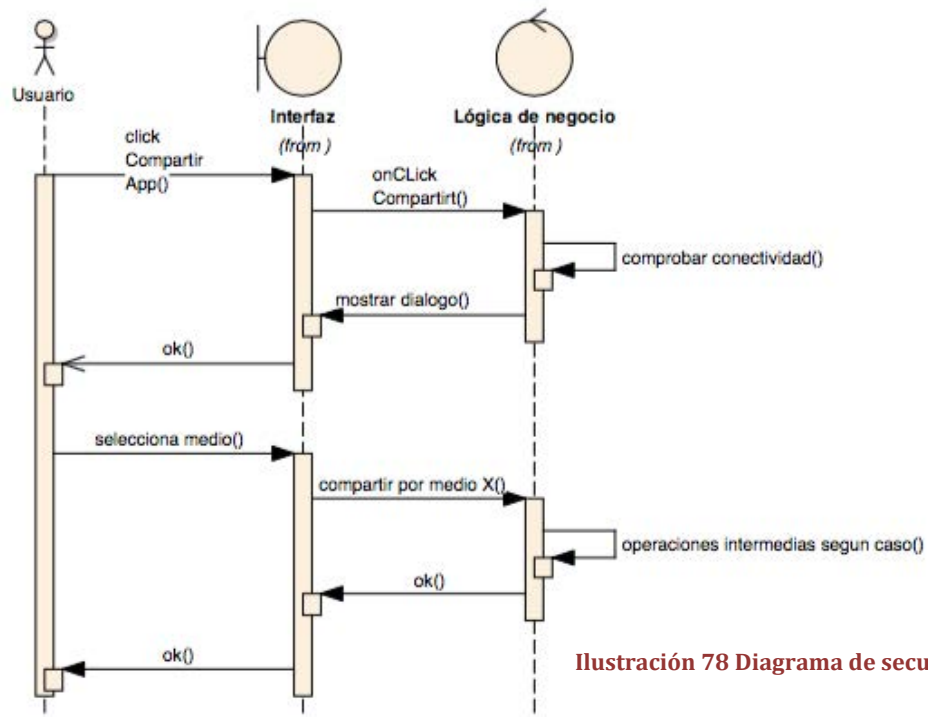 Usuario
Interfaz
(from )
Lógica de negocio
(from )
click
Compartir
App()
onCLick
Compartirt()
comprobar conectividad()
mostrar dialogo()
ok()
selecciona medio()
compartir por medio X()
operaciones intermedias segun caso()
ok()
ok()
Ilustración 78 Diagrama de secu